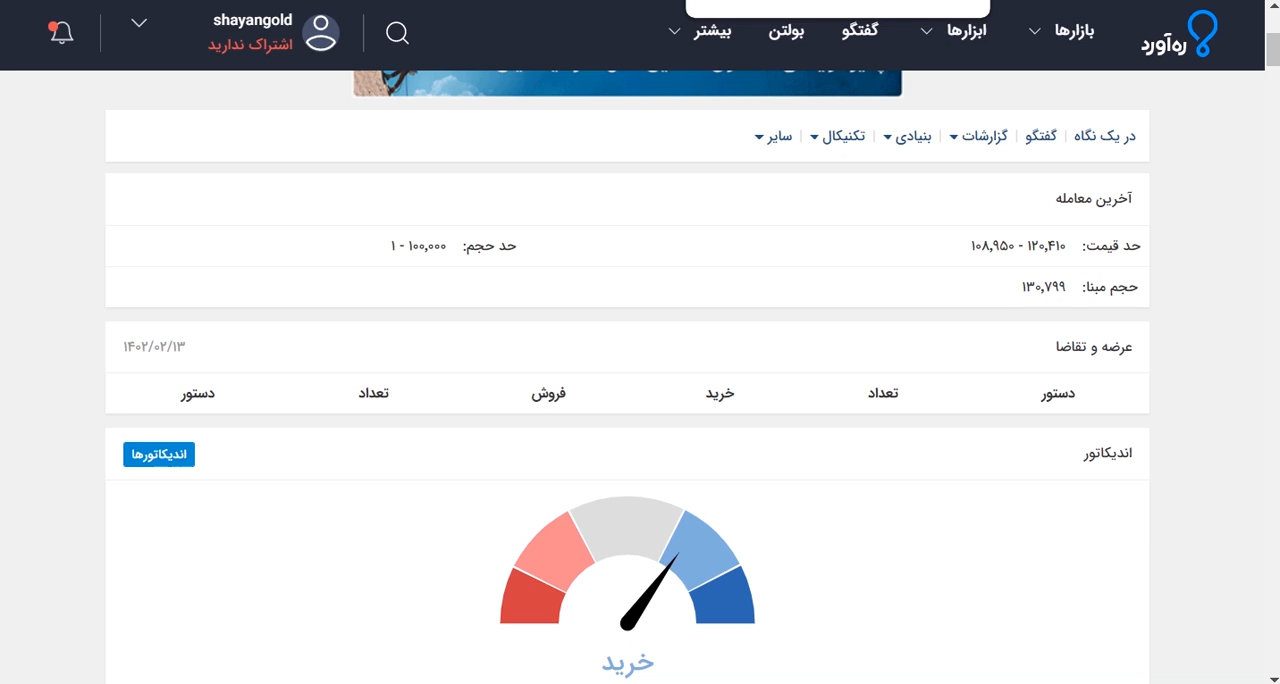 ره‌آورد
بازارها
ابزارها
گفتگو
بولتن
بیشتر
shayangold
اشتراک ندارید
در یک نگاه | گفتگو | گزارشات | بنیادی | تکنیکال | سایر
آخرین معامله
حد قیمت: ۱۲۰,۴۱۰ - ۱۰۸,۹۵۰
حد حجم: ۱۰۰,۰۰۰ - ۱
حجم مبنا: ۱۳۰,۷۹۹
عرضه و تقاضا
۱۴۰۲/۰۲/۱۳
دستور تعداد خرید فروش تعداد دستور
اندیکاتور
اندیکاتورها
خرید